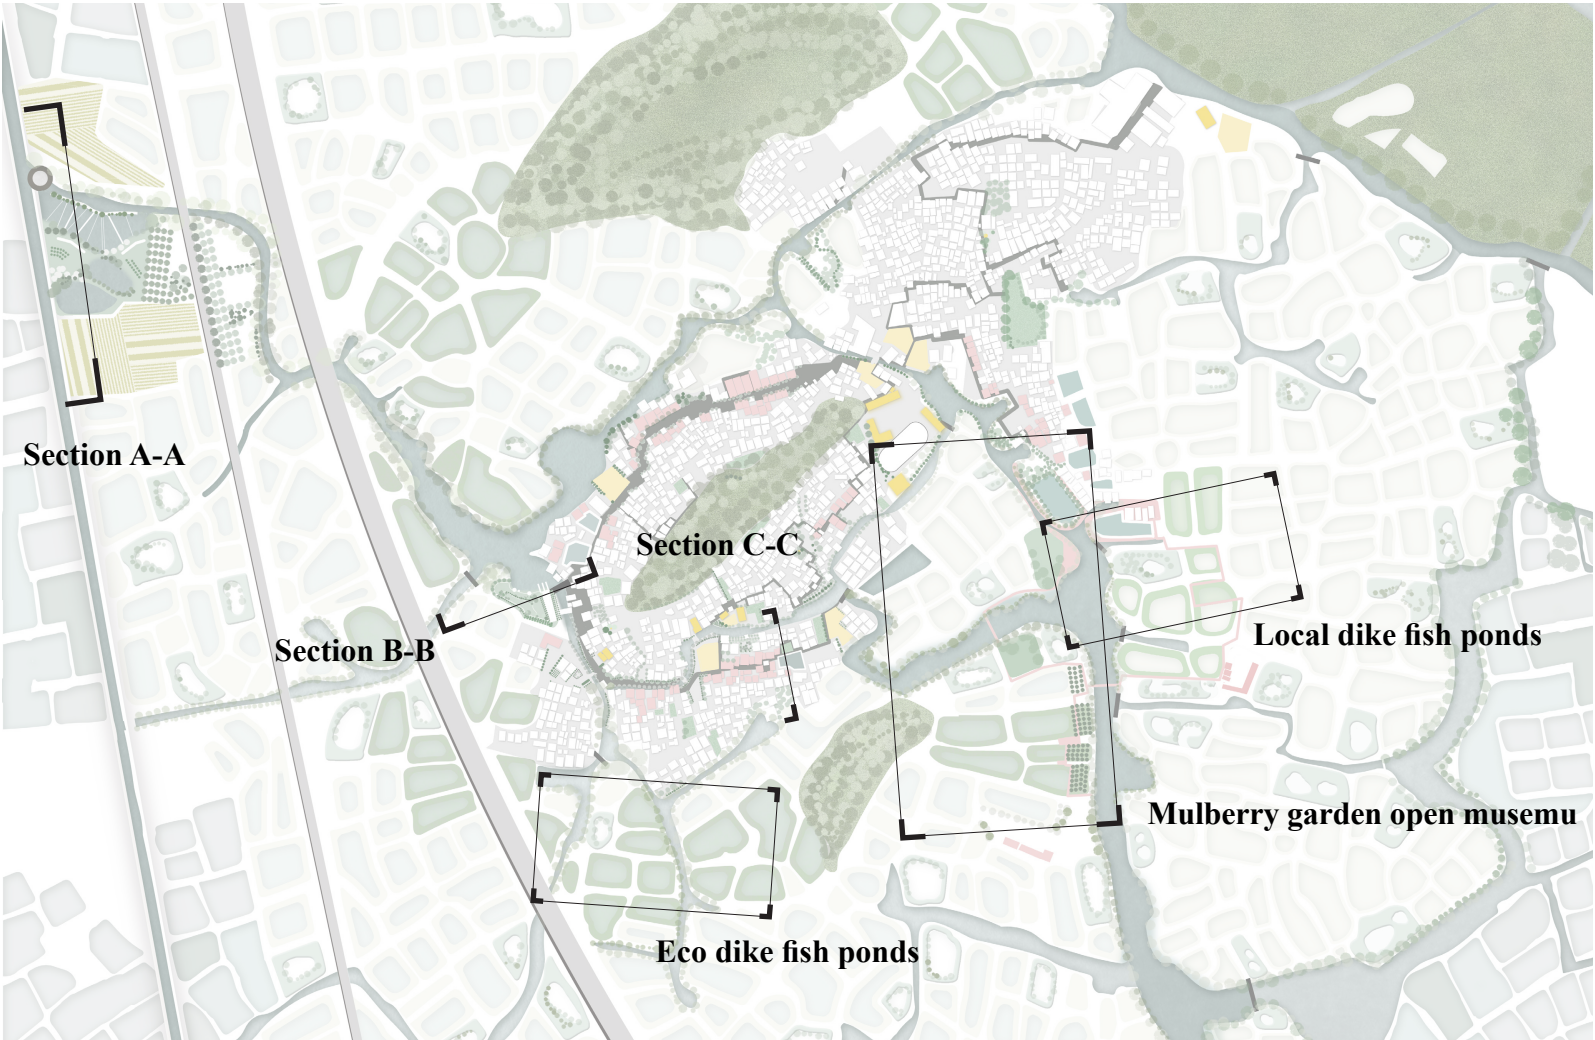 Section A-A
Section C-C
Section B-B
Local dike fish ponds
Mulberry garden open musemu
Eco dike fish ponds